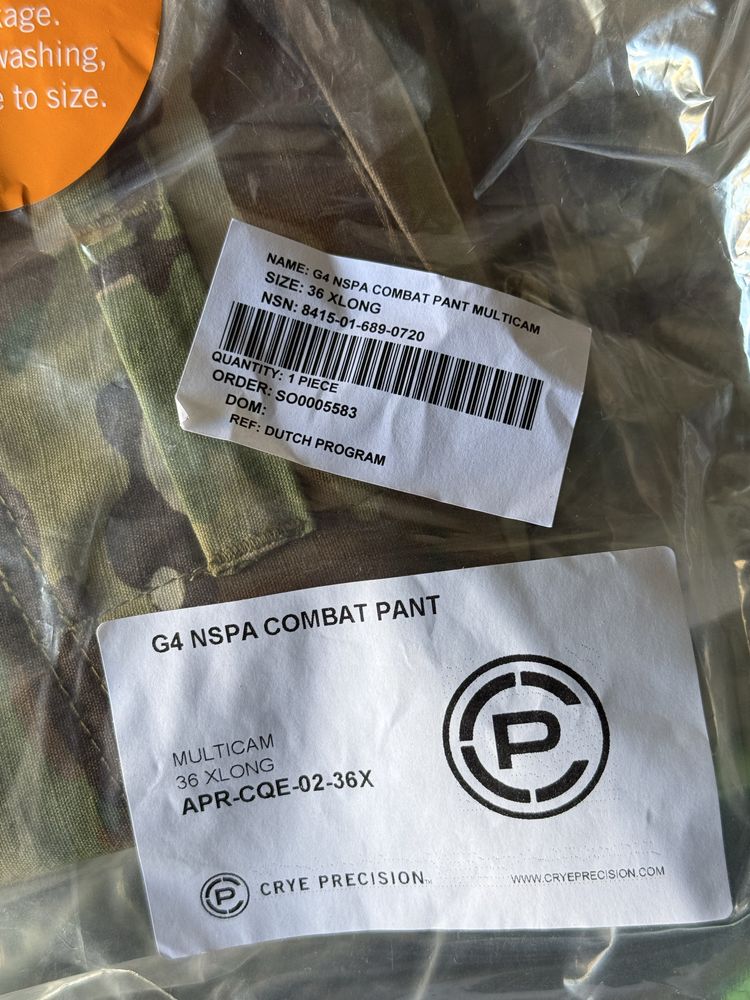 washing,
to size.
NAME: G4 NSPA COMBAT PANT MULTICAM
SIZE: 36 XLONG
NSN: 8415-01-689-0720
QUANTITY: 1 PIECE
ORDER: SO0005583
DOM:
REF: DUTCH PROGRAM
G4 NSPA COMBAT PANT
MULTICAM
36 XLONG
APR-CQE-02-36X
CRYE PRECISION™
WWW.CRYEPRECISION.COM